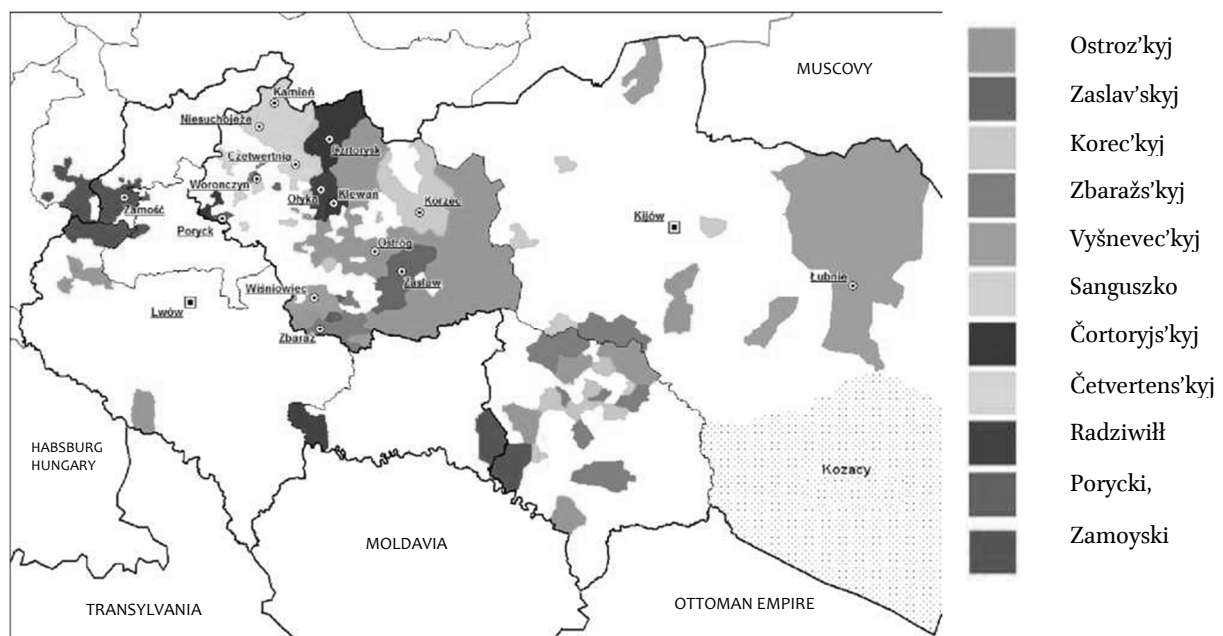 MUSCOVY
Kamień
Niesuchojeże
Czetwertnia
Czrtorysk
Woronczyn
Ołyka
Klewań
Korzec
Zamość
Poryck
Ostróg
Zasław
Kijów
Łubnie
Wiśniowiec
Lwów
Zbaraż
HABSBURG
HUNGARY
Kozacy
MOLDAVIA
TRANSYLVANIA
OTTOMAN EMPIRE
Ostroz’kyj
Zaslav’skyj
Korec’kyj
Zbaražs’kyj
Vyšnevec’kyj
Sanguszko
Čortoryjs’kyj
Četvertens’kyj
Radziwiłł
Porycki,
Zamoyski